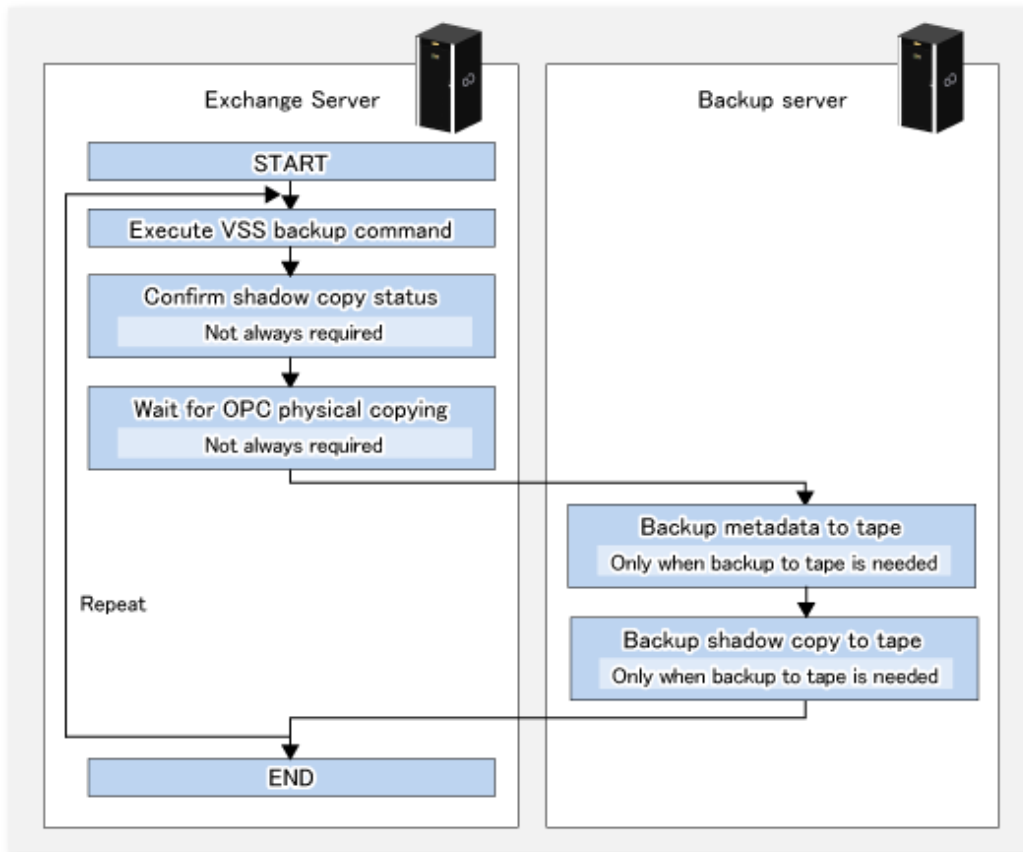 Exchange Server
Backup server
START
Execute VSS backup command
Confirm shadow copy status
Not always required
Wait for OPC physical copying
Not always required
Backup metadata to tape
Only when backup to tape is needed
Repeat
Backup shadow copy to tape
Only when backup to tape is needed
END